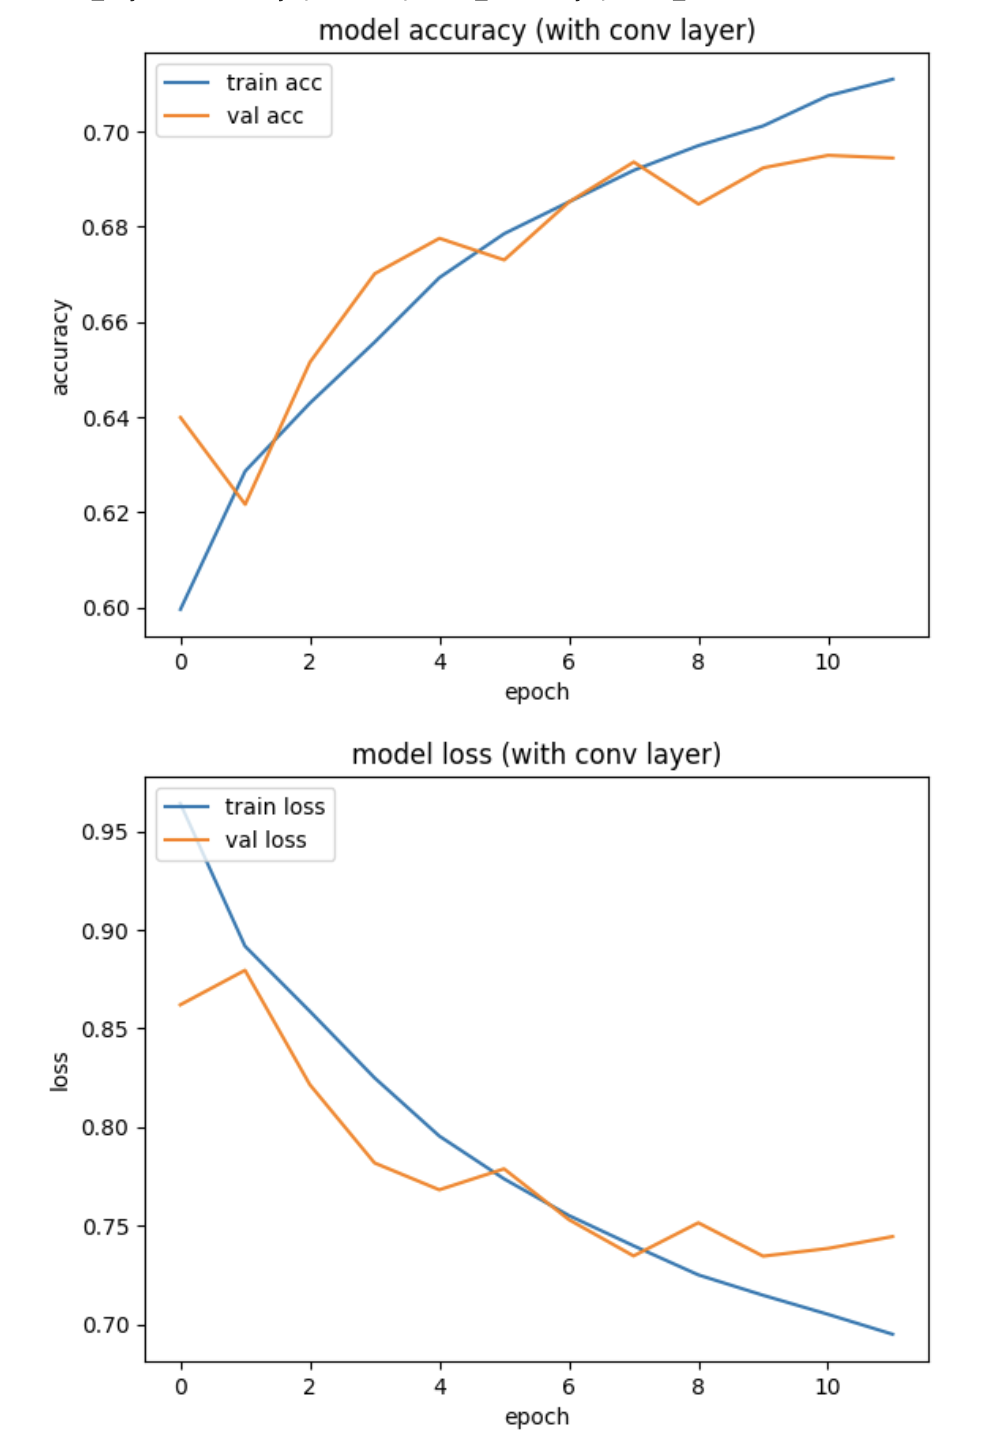 model accuracy (with conv layer)
train acc
val acc
0.70
0.68
0.66
0.64
0.62
0.60
accuracy
0 2 4 6 8 10
epoch
model loss (with conv layer)
train loss
val loss
0.95
0.90
0.85
0.80
0.75
0.70
loss
0 2 4 6 8 10
epoch